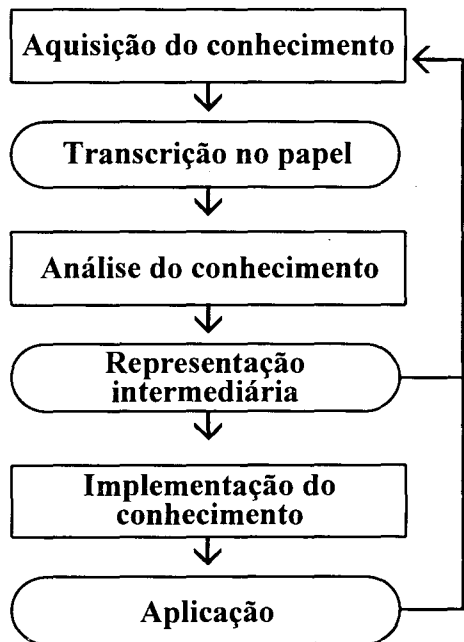 Aquisição do conhecimento
Transcrição no papel
Análise do conhecimento
Representação
intermediária
Implementação do
conhecimento
Aplicação